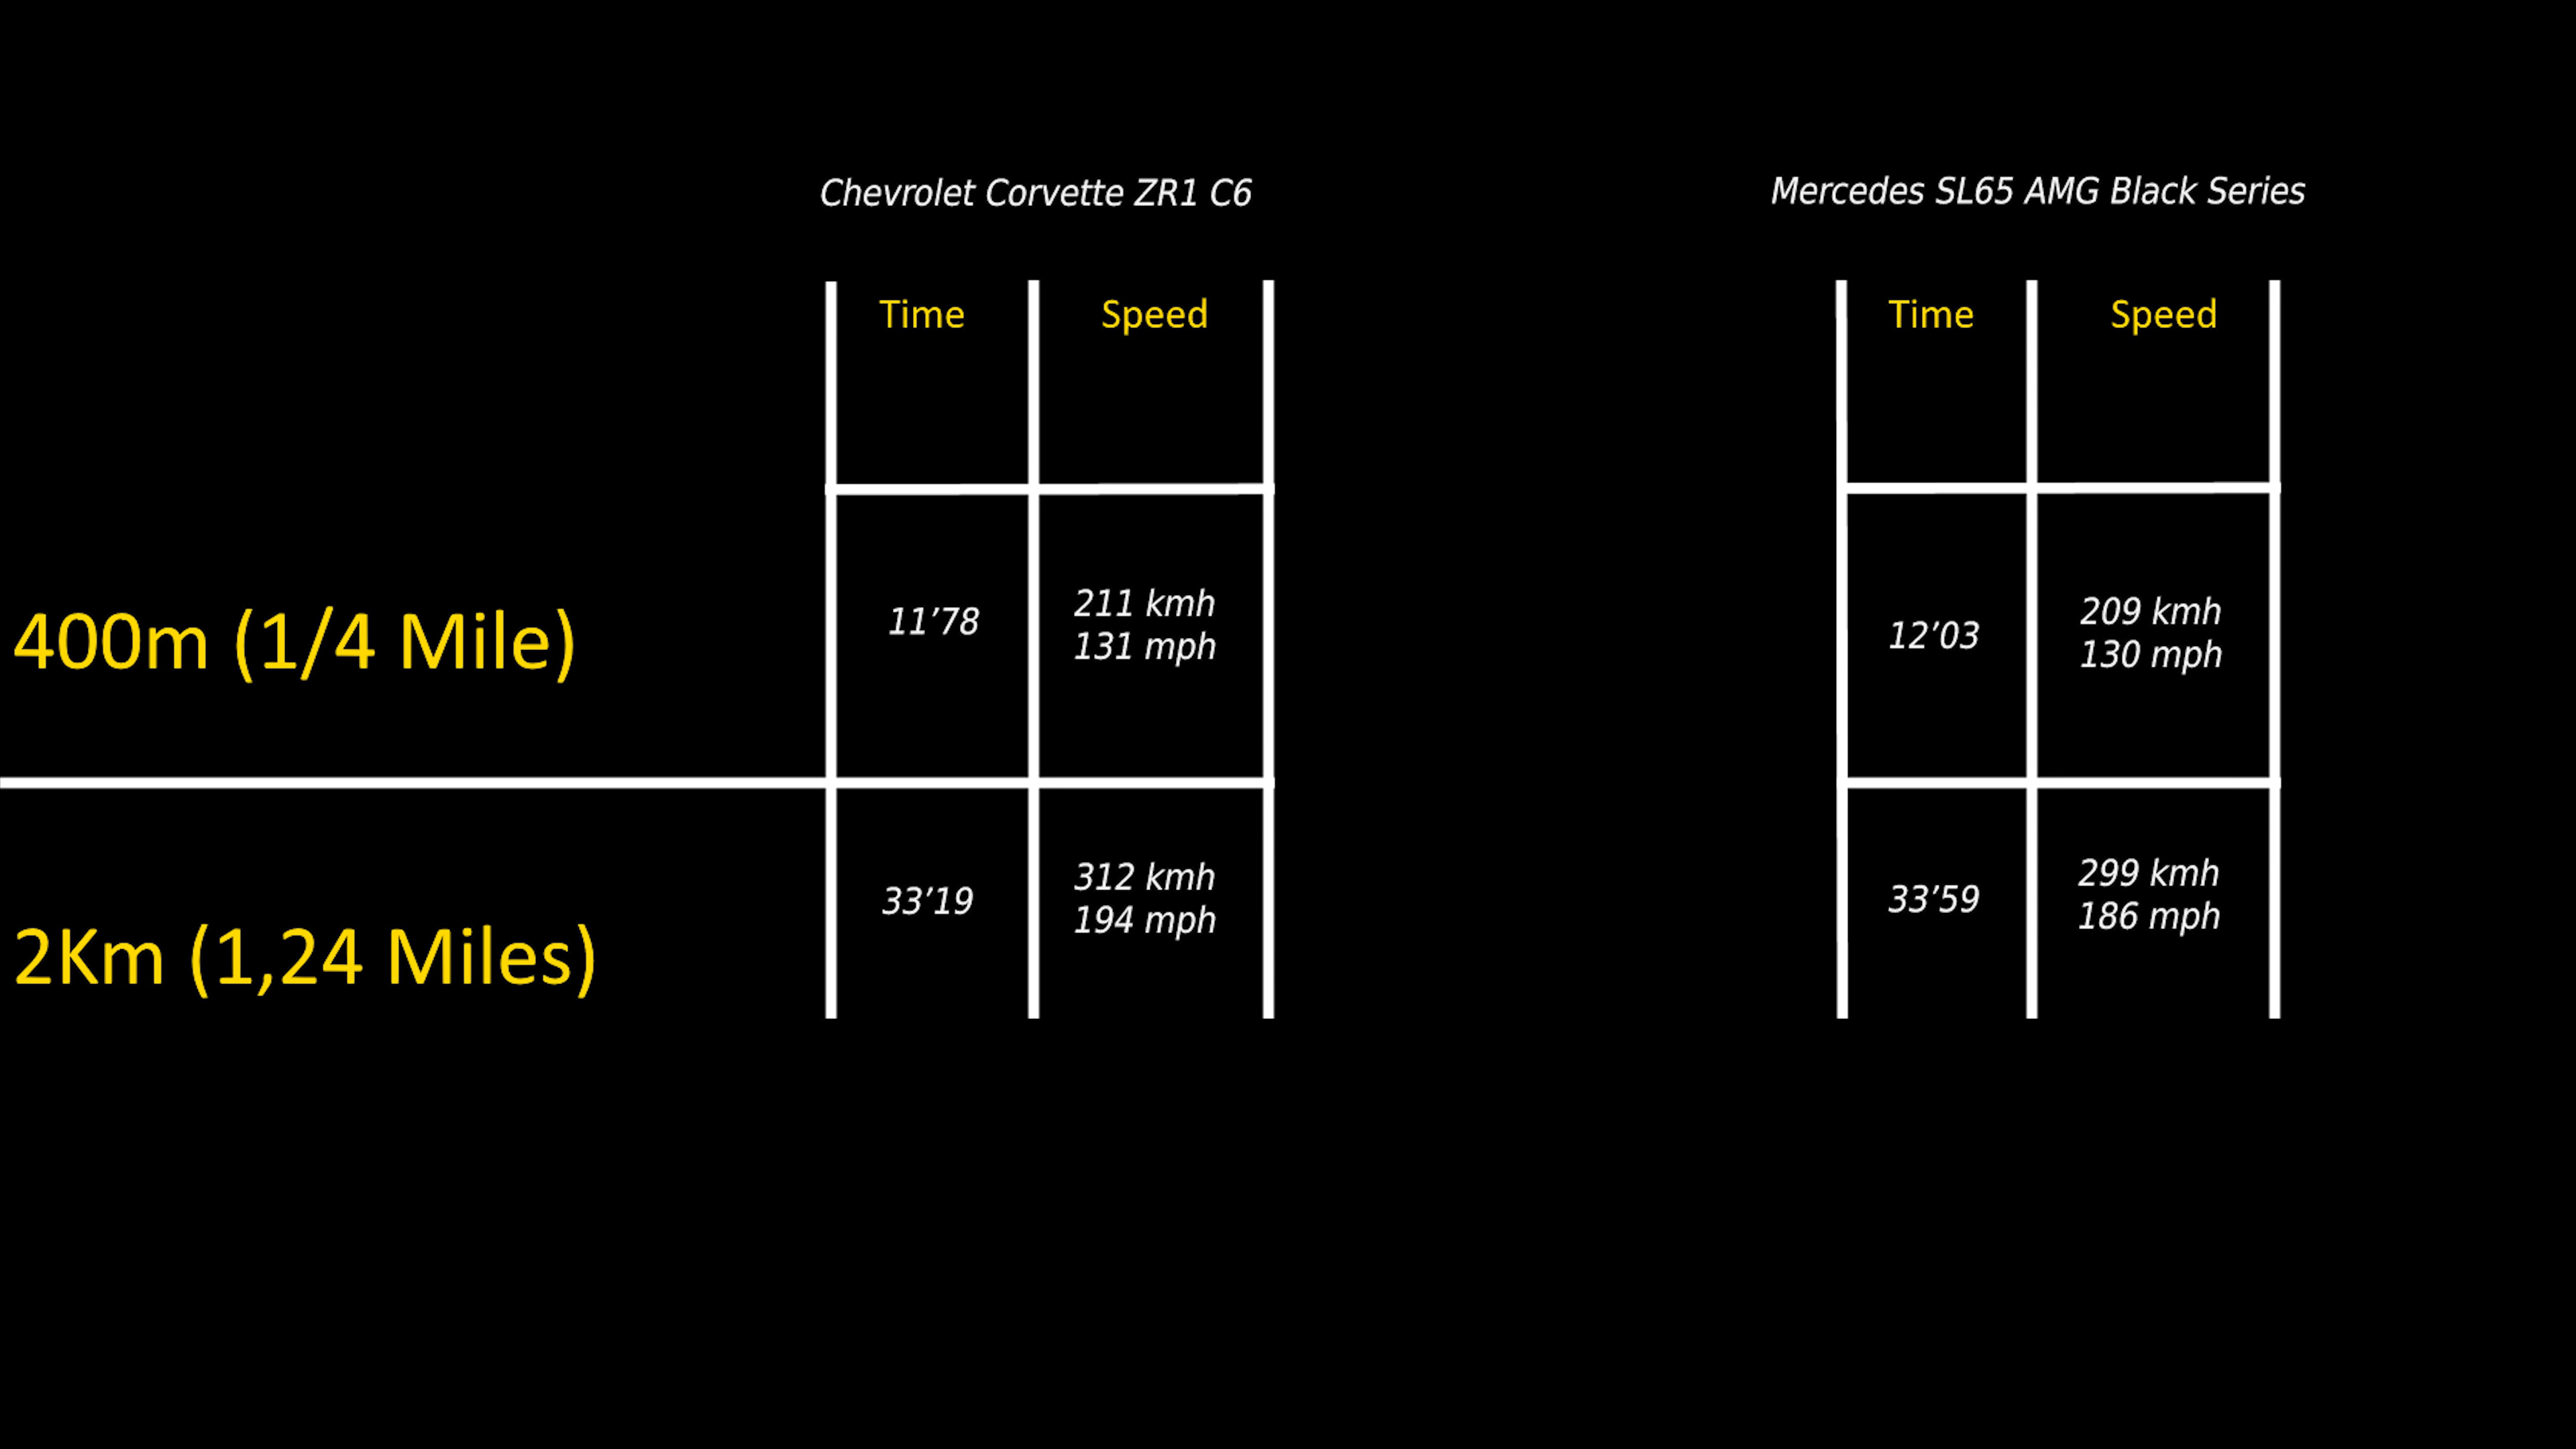 Chevrolet Corvette ZR1 C6
Mercedes SL65 AMG Black Series
Time
Speed
Time
Speed
400m (1/4 Mile)
11’78
211 kmh
131 mph
12’03
209 kmh
130 mph
2Km (1,24 Miles)
33’19
312 kmh
194 mph
33’59
299 kmh
186 mph